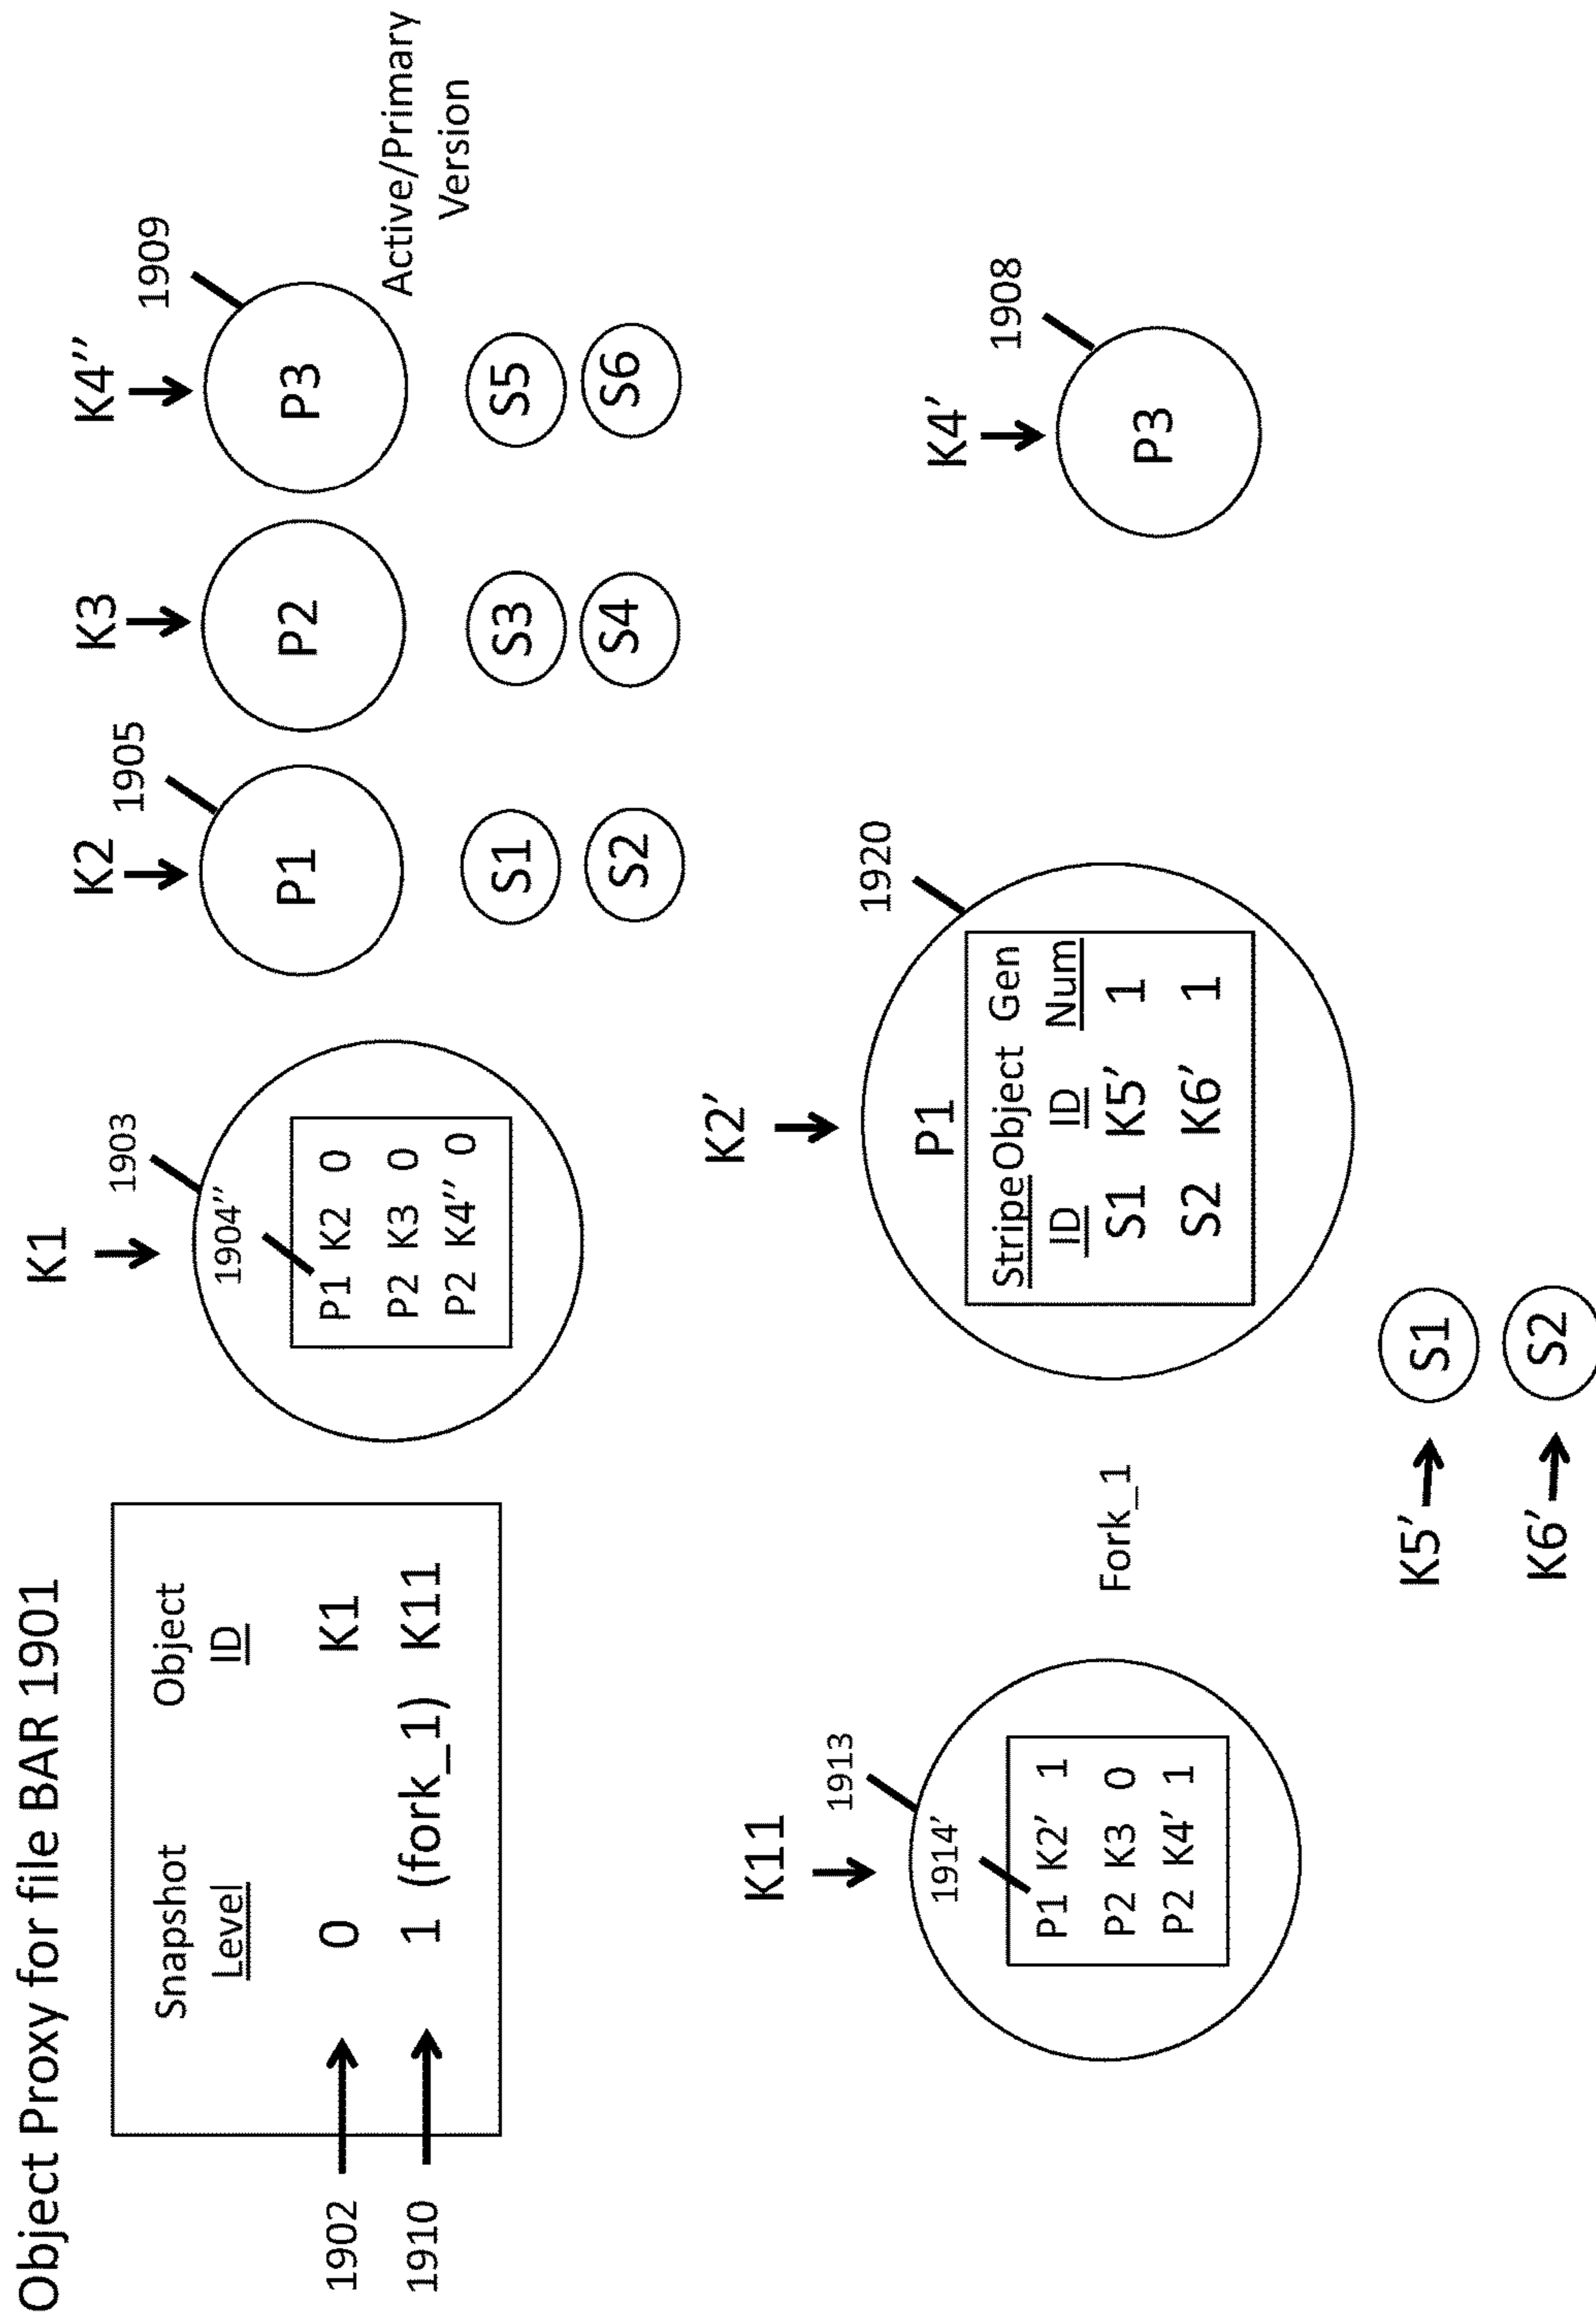 Object Proxy for file BAR 1901
Snapshot Object
Level ID
1902
0 K1
1910
1 (fork_1) K11
K1
1903
1904’’
P1 K2 0
P2 K3 0
P2 K4’’ 0
K2
1905
P1
S1
S2
K3
P2
S3
S4
K4’’
1909
P3
S5
S6
Active/Primary
Version
K11
1913
1914’
P1 K2’ 1
P2 K3 0
P2 K4’ 1
Fork_1
K2’
1920
P1
Stripe Object Gen
ID ID Num
S1 K5’ 1
S2 K6’ 1
K5’
S1
K6’
S2
K4’
1908
P3